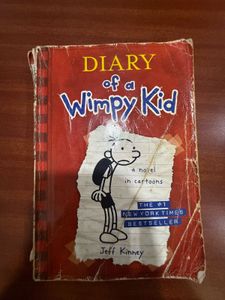 DIARY
of a
Wimpy Kid
a novel
in cartoons
THE #1
NEW YORK TIMES
BESTSELLER
Jeff Kinney